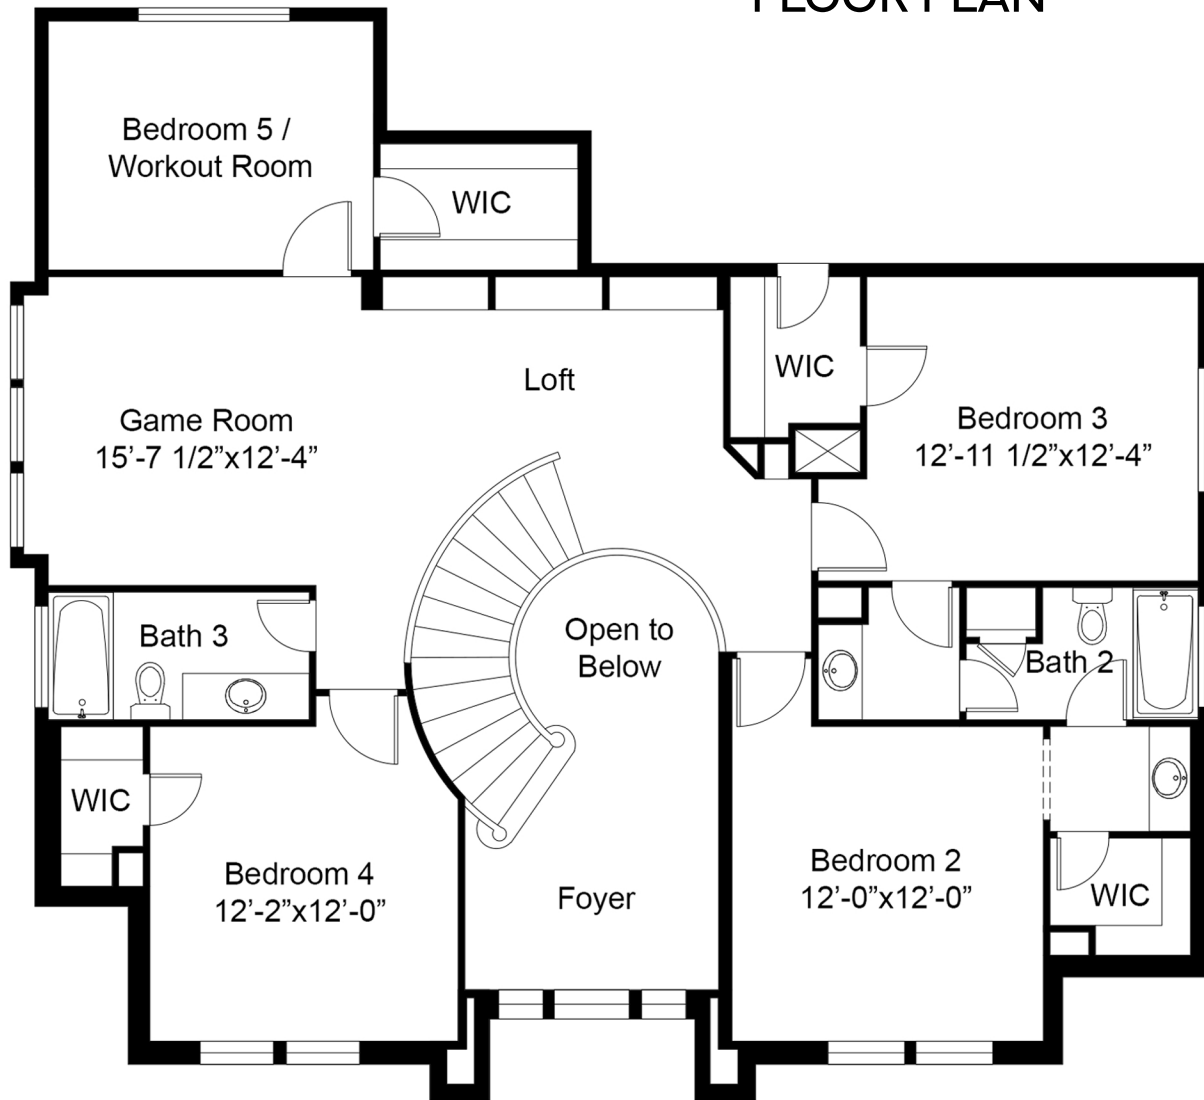 FLOOR PLAN
Bedroom 5 /
Workout Room
WIC
Loft
WIC
Game Room
15’-7 1/2”x12’-4”
Bedroom 3
12’-11 1/2”x12’-4”
Bath 3
Open to
Below
Bath 2
WIC
Bedroom 4
12’-2”x12’-0”
Foyer
Bedroom 2
12’-0”x12’-0”
WIC